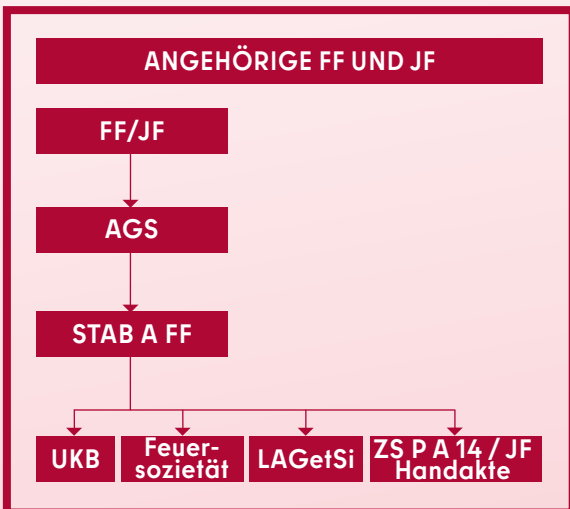 ANGEHÖRIGE FF UND JF
FF/JF
AGS
STAB A FF
UKB
Feuer-
sozietät
LAGetSi
ZS P A 14 / JF
Handakte